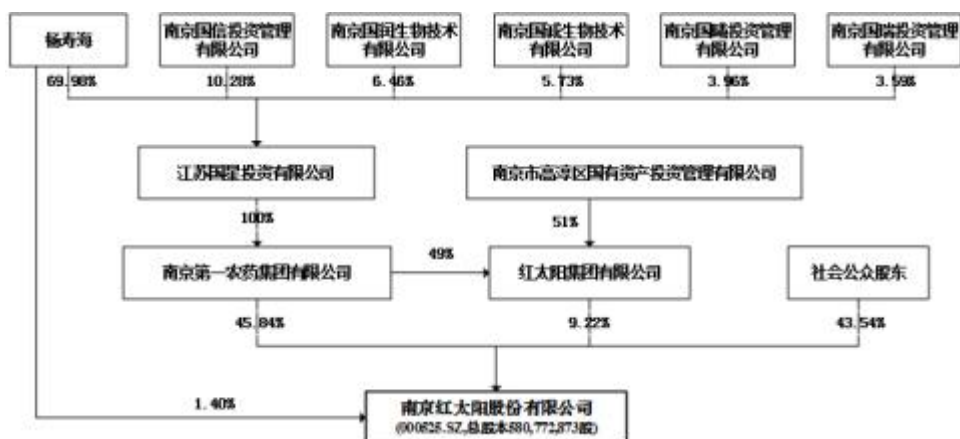 杨寿海
南京国信投资管理
有限公司
南京国润生物技术
有限公司
南京国诚生物技术
有限公司
南京国曦投资管理
有限公司
南京国瑞投资管理
有限公司
69.98%
10.28%
6.46%
5.73%
3.96%
3.59%
江苏国星投资有限公司
南京市高淳区国有资产投资管理有限公司
100%
51%
南京第一农药集团有限公司
49%
红太阳集团有限公司
社会公众股东
45.84%
9.22%
43.54%
1.40%
南京红太阳股份有限公司
(000525.SZ,总股本580,772,873股)